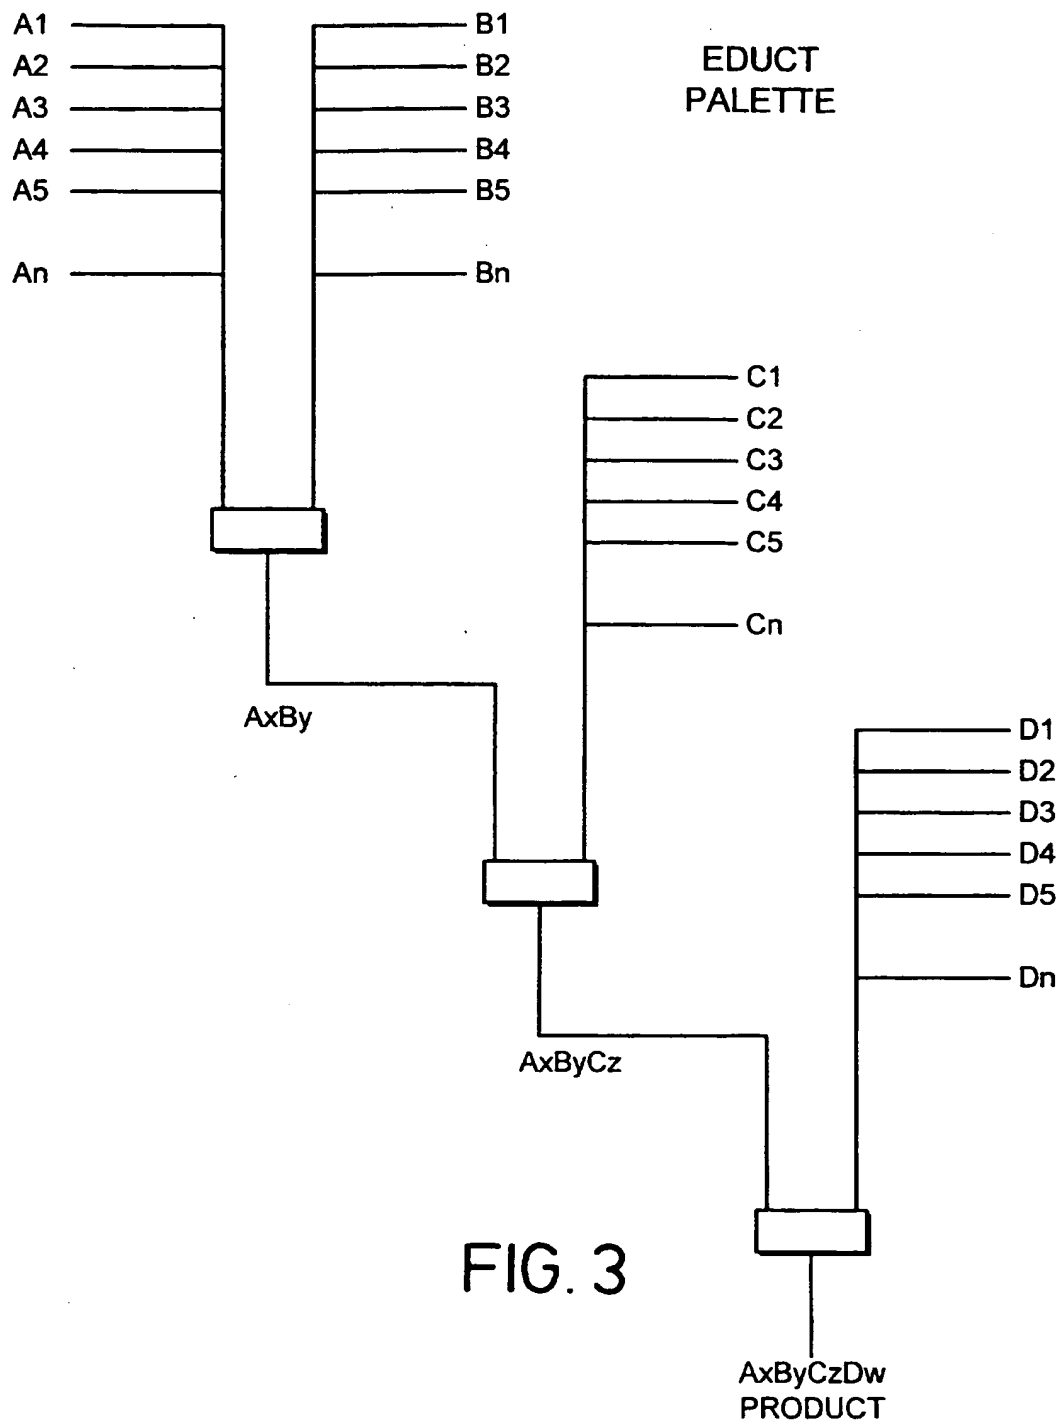 A1
A2
A3
A4
A5
An
B1
B2
B3
B4
B5
Bn
EDUCT
PALETTE
C1
C2
C3
C4
C5
Cn
AxBy
D1
D2
D3
D4
D5
Dn
AxByCz
FIG. 3
AxByCzDw
PRODUCT